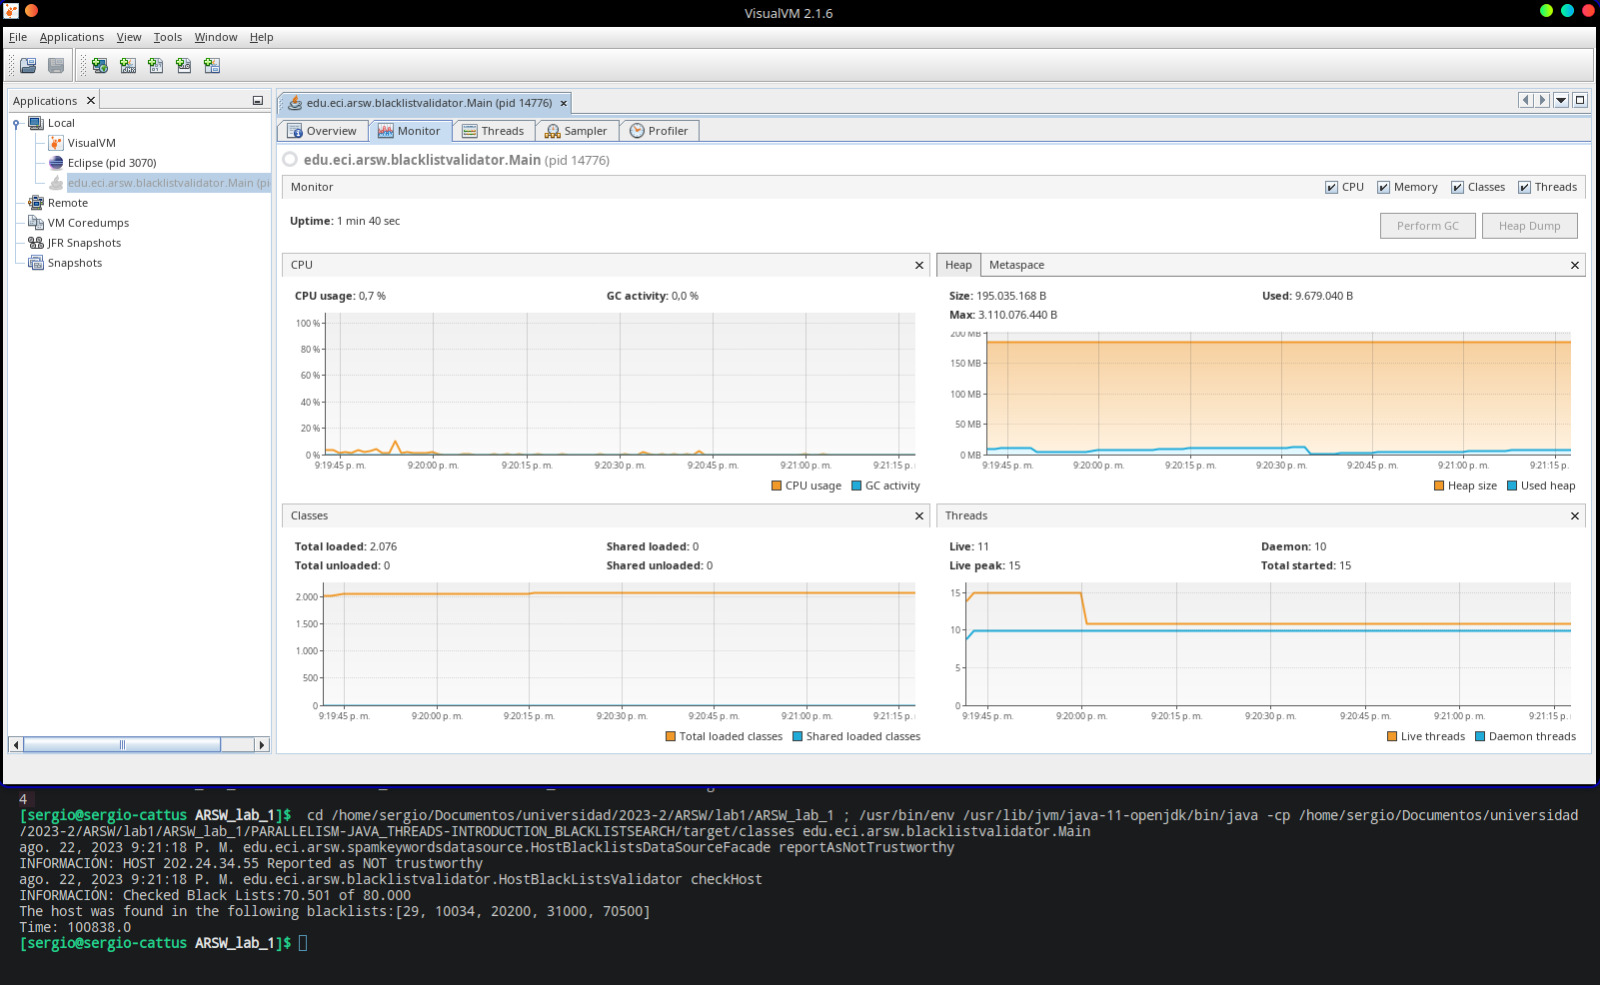 VisualVM 2.1.6
File Applications View Tools Window Help
Applications
Local
VisualVM
Eclipse (pid 3070)
edu.eci.arsw.blacklistvalidator.Main (pi
Remote
VM Coredumps
JFR Snapshots
Snapshots
edu.eci.arsw.blacklistvalidator.Main (pid 14776)
Overview Monitor Threads Sampler Profiler
edu.eci.arsw.blacklistvalidator.Main (pid 14776)
Monitor CPU Memory Classes Threads
Uptime: 1 min 40 sec
Perform GC Heap Dump
CPU
CPU usage: 0,7 % GC activity: 0,0 %
100 %
80 %
60 %
40 %
20 %
0 %
9:19:45 p. m. 9:20:00 p. m. 9:20:15 p. m. 9:20:30 p. m. 9:20:45 p. m. 9:21:00 p. m. 9:21:15 p.
CPU usage GC activity
Heap Metaspace
Size: 195.035.168 B Used: 9.679.040 B
Max: 3.110.076.440 B
200 MB
150 MB
100 MB
50 MB
0 MB
9:19:45 p. m. 9:20:00 p. m. 9:20:15 p. m. 9:20:30 p. m. 9:20:45 p. m. 9:21:00 p. m. 9:21:15 p.
Heap size Used heap
Classes
Total loaded: 2.076 Shared loaded: 0
Total unloaded: 0 Shared unloaded: 0
2.000
1.500
1.000
500
0
9:19:45 p. m. 9:20:00 p. m. 9:20:15 p. m. 9:20:30 p. m. 9:20:45 p. m. 9:21:00 p. m. 9:21:15 p.
Total loaded classes Shared loaded classes
Threads
Live: 11 Daemon: 10
Live peak: 15 Total started: 15
15
10
5
0
9:19:45 p. m. 9:20:00 p. m. 9:20:15 p. m. 9:20:30 p. m. 9:20:45 p. m. 9:21:00 p. m. 9:21:15 p.
Live threads Daemon threads
4
[sergio@sergio-cattus ARSW_lab_1]$ cd /home/sergio/Documentos/universidad/2023-2/ARSW/lab1/ARSW_lab_1 ; /usr/bin/env /usr/lib/jvm/java-11-openjdk/bin/java -cp /home/sergio/Documentos/universidad
/2023-2/ARSW/lab1/ARSW_lab_1/PARALLELISM-JAVA_THREADS-INTRODUCTION_BLACKLISTSEARCH/target/classes edu.eci.arsw.blacklistvalidator.Main
ago. 22, 2023 9:21:18 P. M. edu.eci.arsw.spamkeywordsdatasource.HostBlacklistsDataSourceFacade reportAsNotTrustworthy
INFORMACIÓN: HOST 202.24.34.55 Reported as NOT trustworthy
ago. 22, 2023 9:21:18 P. M. edu.eci.arsw.blacklistvalidator.HostBlackListsValidator checkHost
INFORMACIÓN: Checked Black Lists:70.501 of 80.000
The host was found in the following blacklists:[29, 10034, 20200, 31000, 70500]
Time: 100838.0
[sergio@sergio-cattus ARSW_lab_1]$